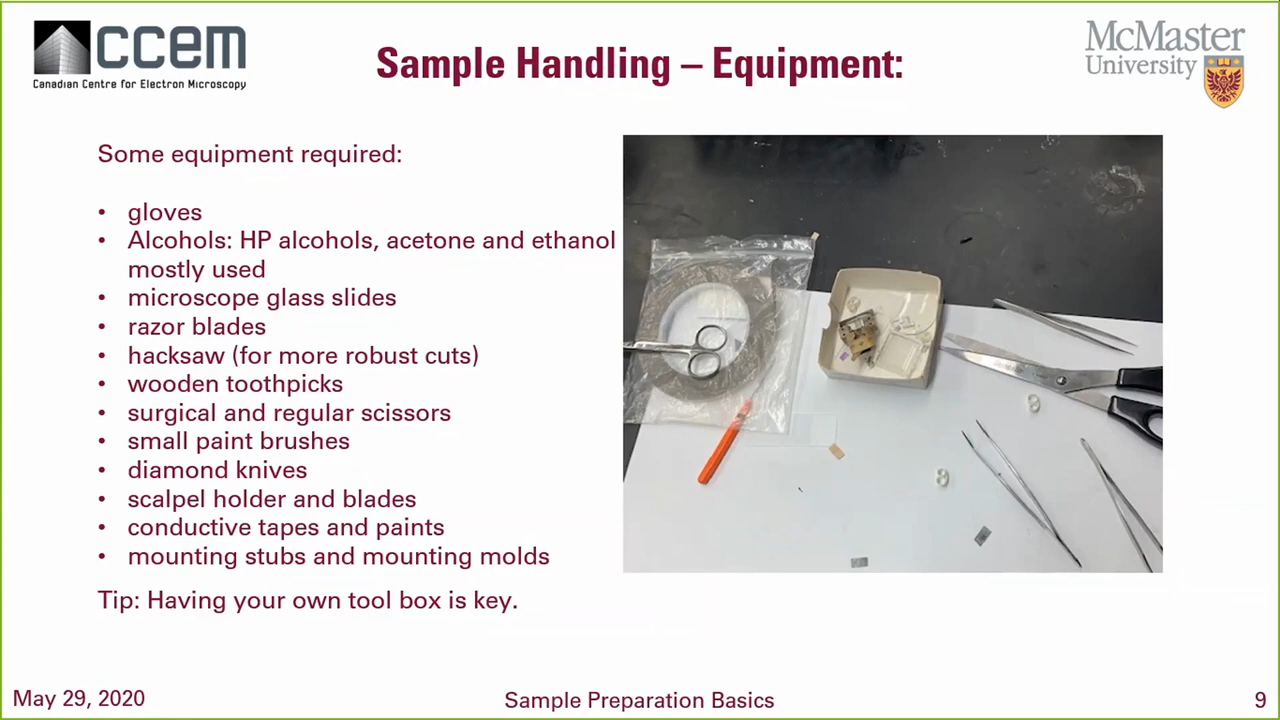 ccem
Canadian Centre for Electron Microscopy
Sample Handling – Equipment:
McMaster
University
Some equipment required:
• gloves
• Alcohols: HP alcohols, acetone and ethanol
mostly used
• microscope glass slides
• razor blades
• hacksaw (for more robust cuts)
• wooden toothpicks
• surgical and regular scissors
• small paint brushes
• diamond knives
• scalpel holder and blades
• conductive tapes and paints
• mounting stubs and mounting molds
Tip: Having your own tool box is key.
May 29, 2020
Sample Preparation Basics
9